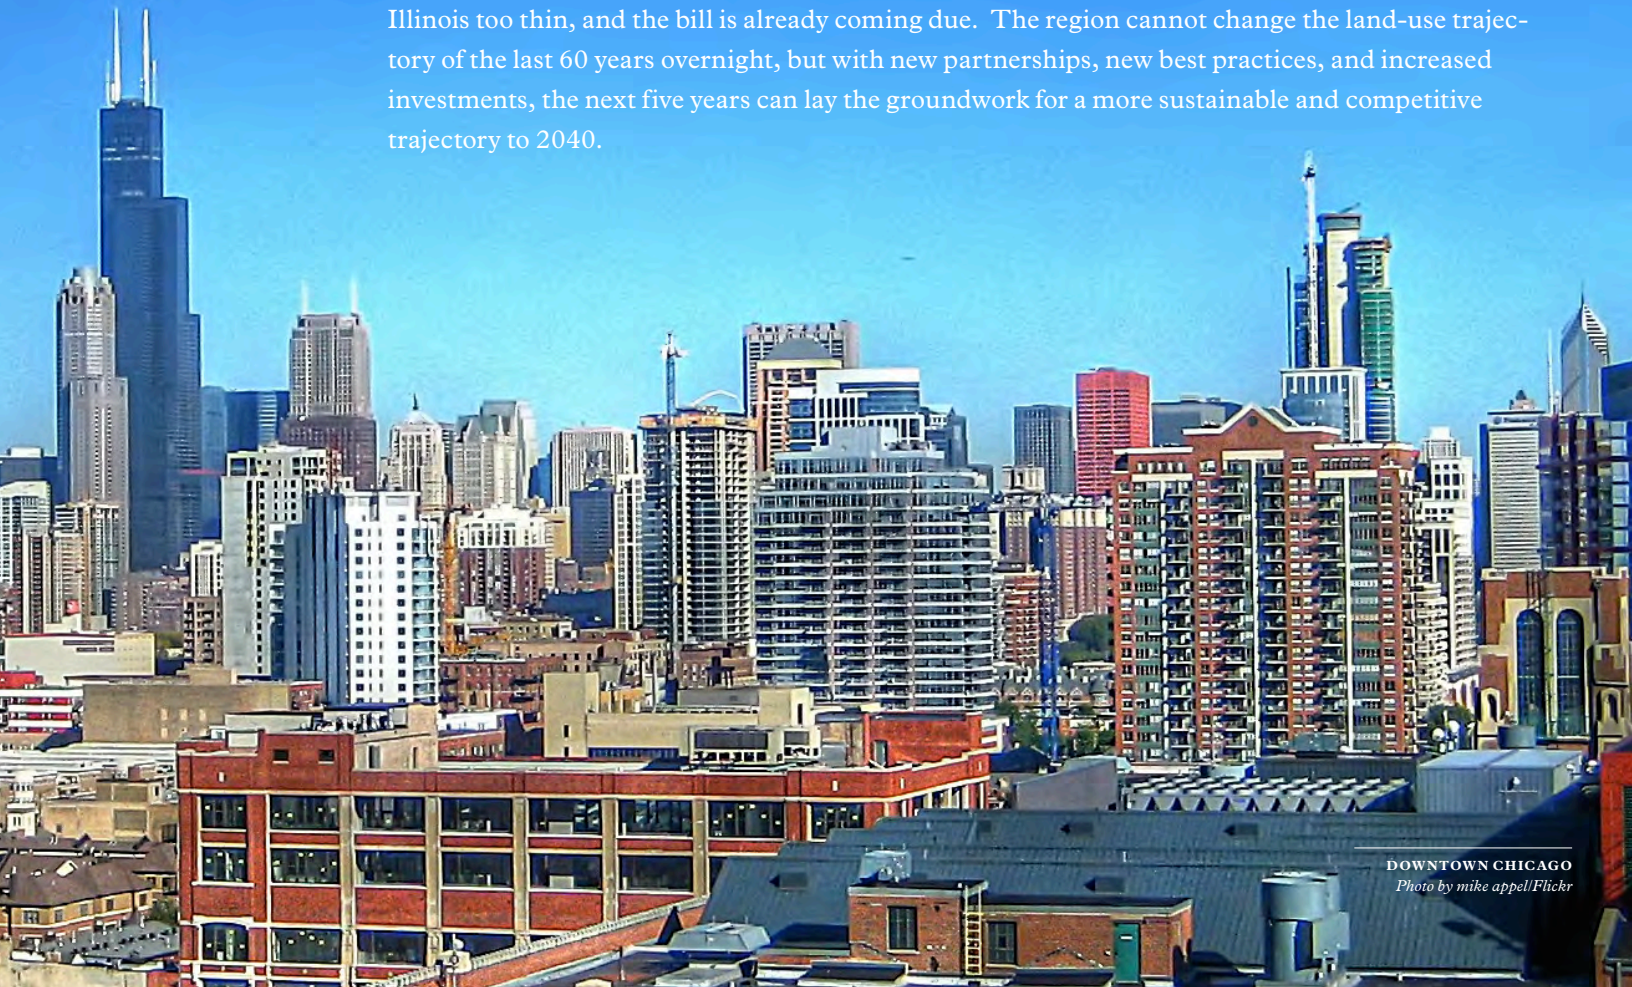 Illinois too thin, and the bill is already coming due.  The region cannot change the land-use trajec-
tory of the last 60 years overnight, but with new partnerships, new best practices, and increased
investments, the next five years can lay the groundwork for a more sustainable and competitive
trajectory to 2040.
DOWNTOWN CHICAGO
Photo by mike appel/Flickr